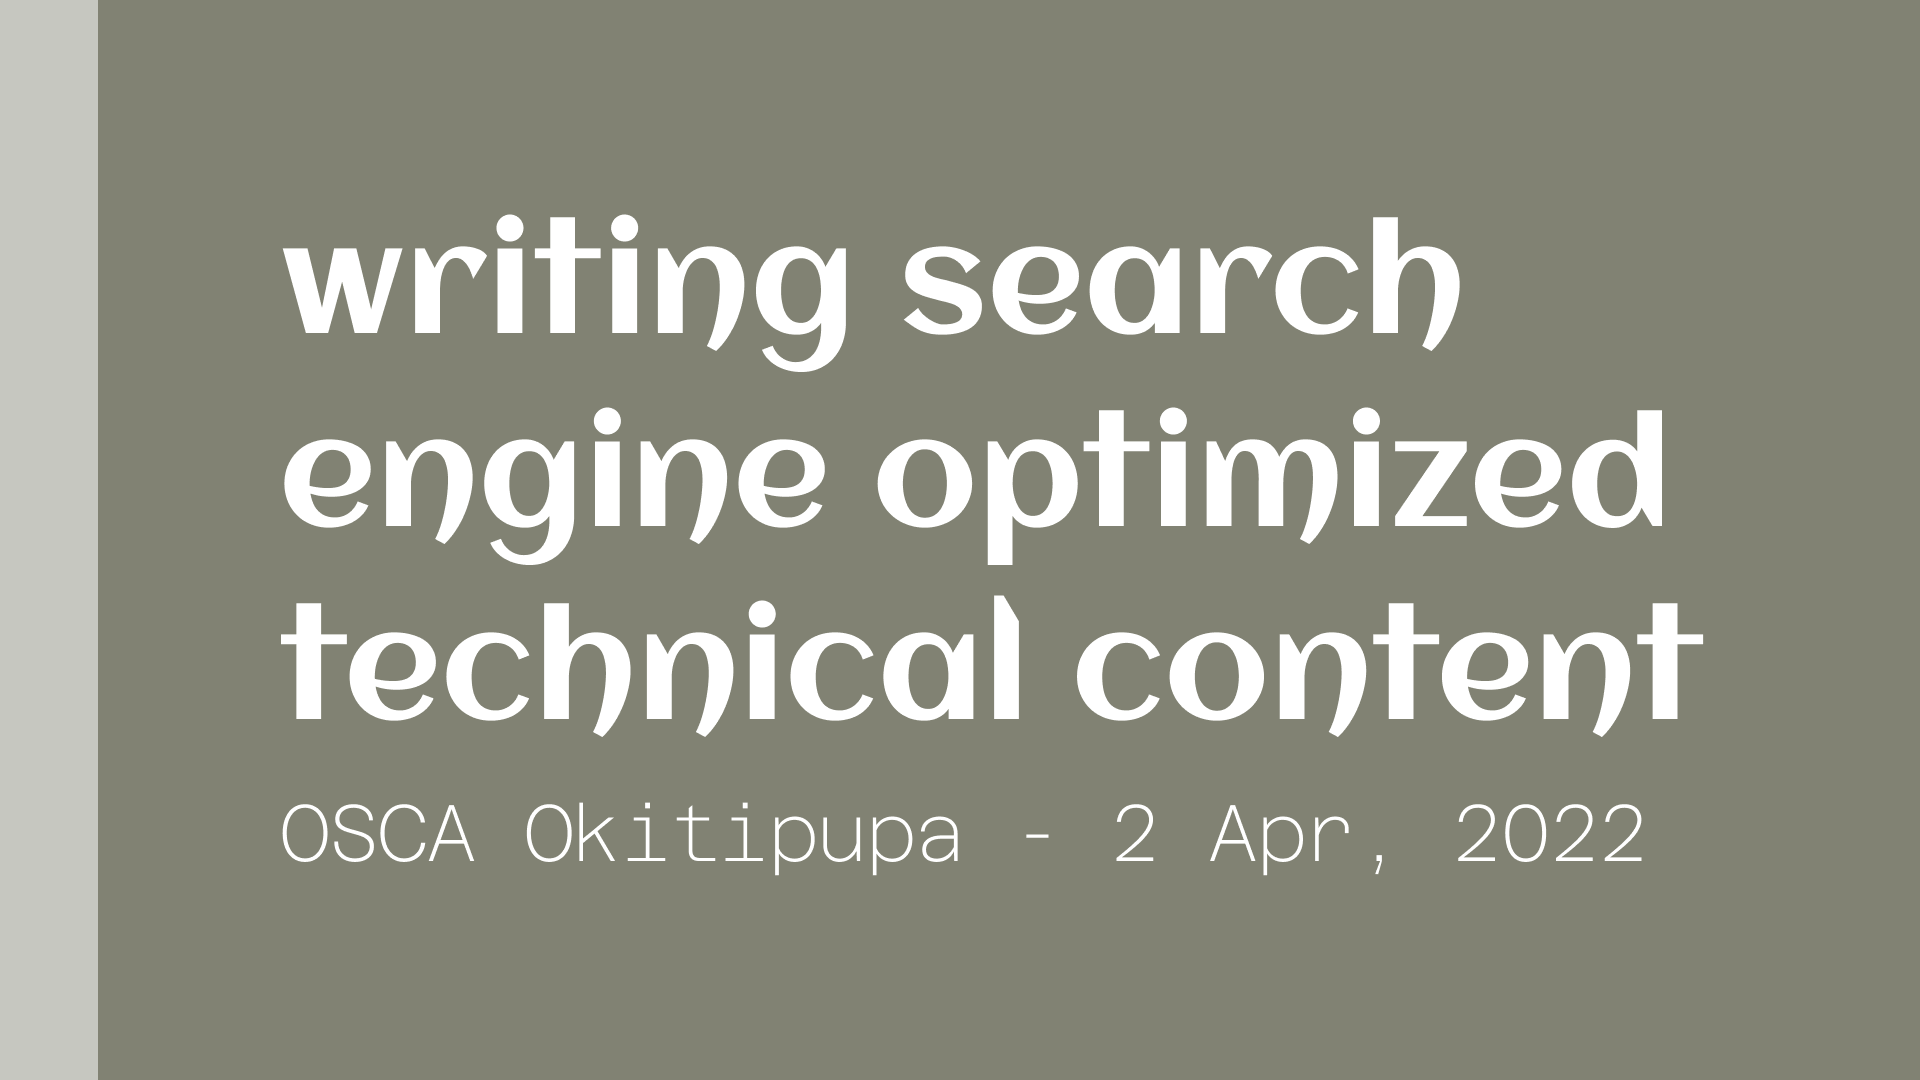 writing search
engine optimized
technical content
OSCA Okitipupa - 2 Apr, 2022